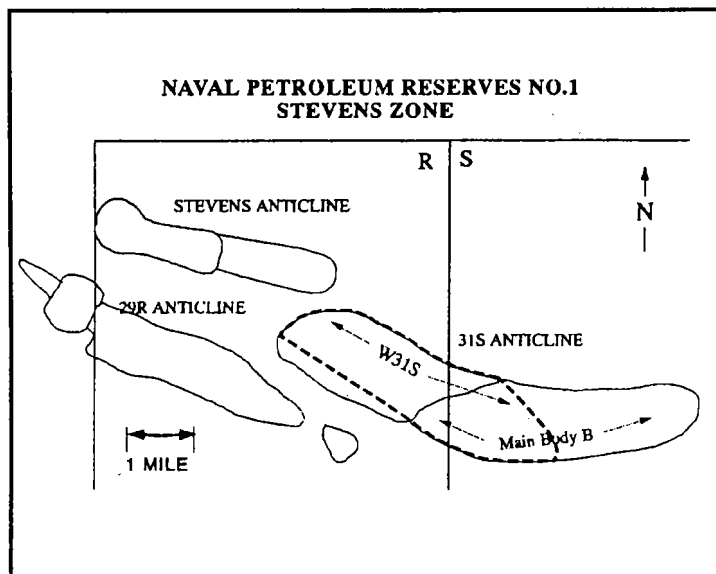 NAVAL PETROLEUM RESERVES NO.1
STEVENS ZONE
R S
STEVENS ANTICLINE
N
29R ANTICLINE
31S ANTICLINE
W31S
Main Body B
1 MILE